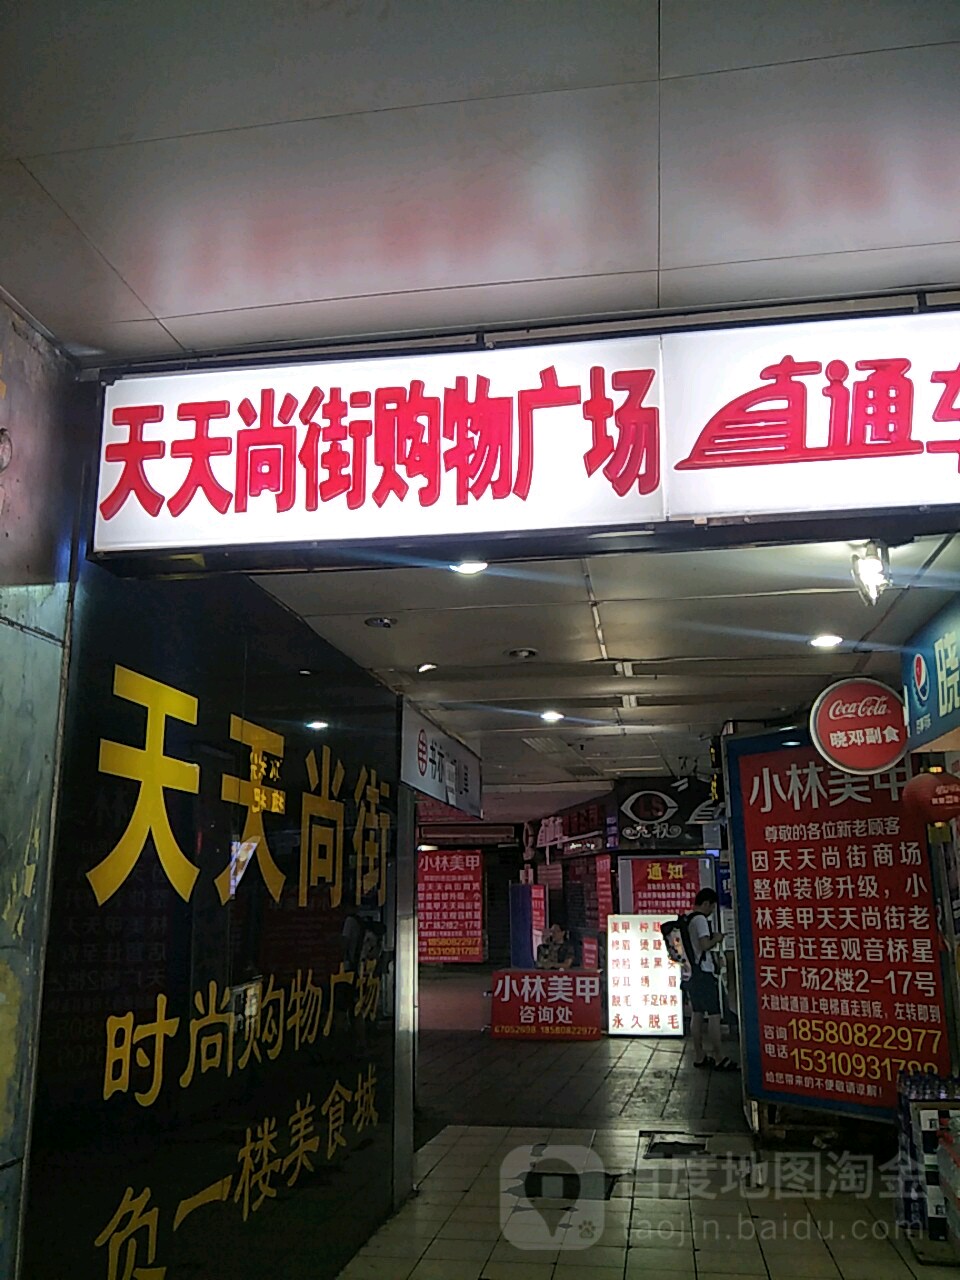 天天尚街购物广场 直通车
天天尚街
时尚购物广场
负一楼美食城
Coca-Cola
晓邓副食
晓
小林美甲
尊敬的各位新老顾客
因天天尚街商场
整体装修升级，小
林美甲天天尚街老
店暂迁至观音桥星
天广场2楼2-17号
大融城通道上电梯直走到底，左转即到
咨询电话 18580822977
15310931788
给您带来的不便敬请谅解！
小林美甲
18580822977
15310931788
小林美甲
咨询处
67052698 18580822977
通知
永久脱毛
百度地图淘金
taojin.baidu.com